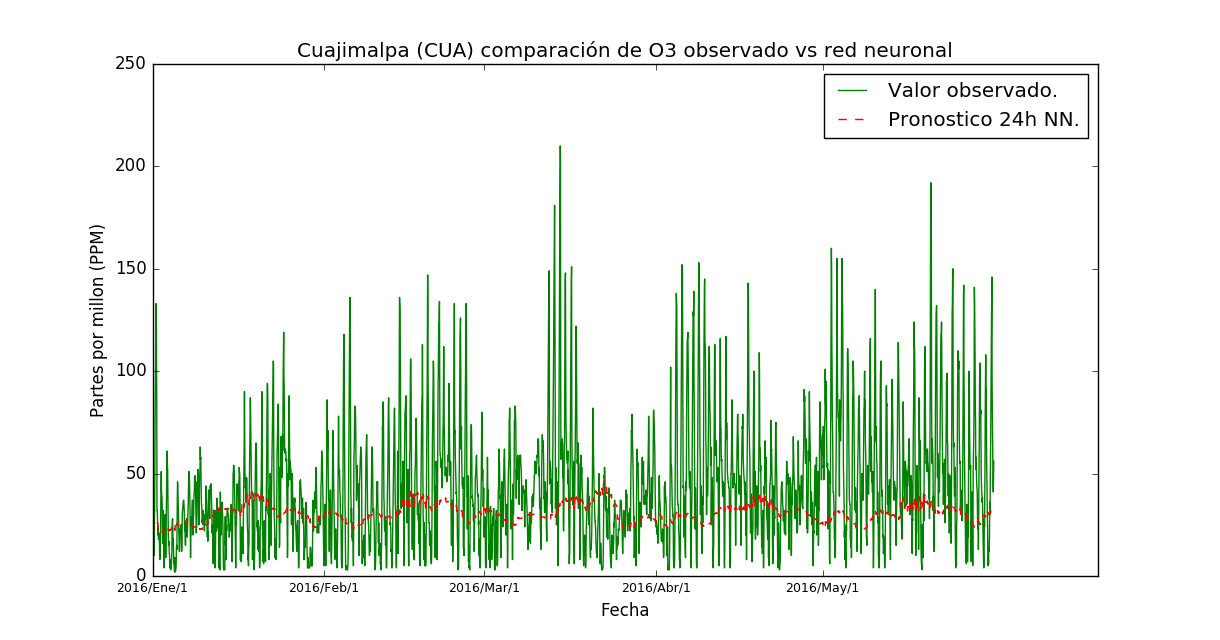 Cuajimalpa (CUA) comparación de O3 observado vs red neuronal
250
Valor observado.
Pronostico 24h NN.
200
150
100
50
0
Partes por millon (PPM)
2016/Ene/1 2016/Feb/1 2016/Mar/1 2016/Abr/1 2016/May/1
Fecha